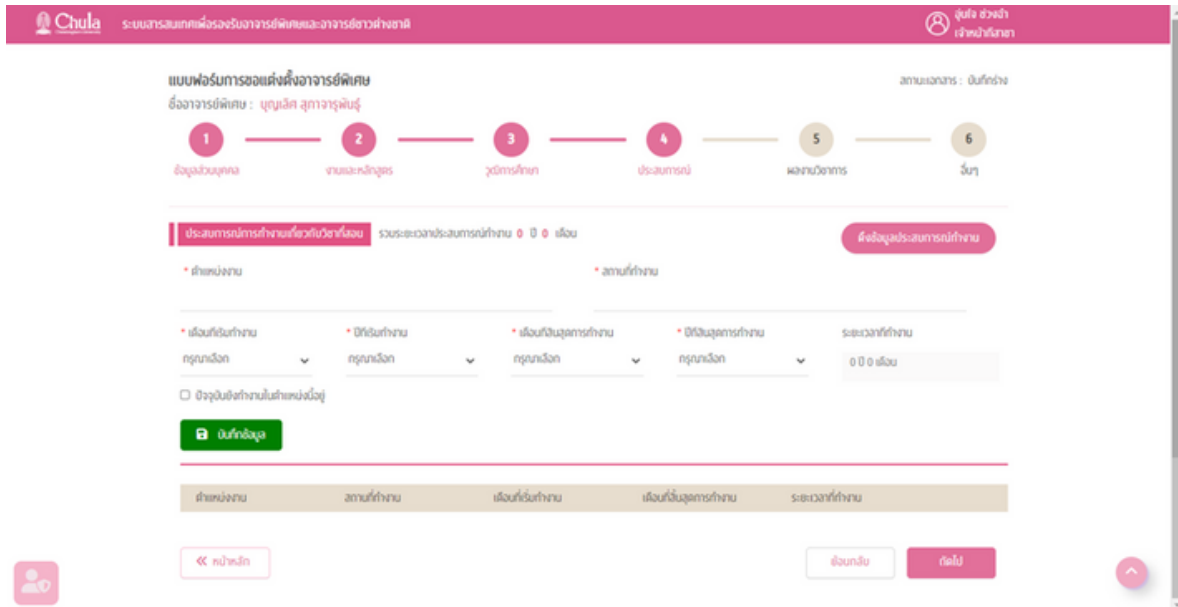 Chula ระบบสารสนเทศเพื่อรองรับอาจารย์พิเศษและอาจารย์ชาวต่างชาติ
อุ่นใจ ช่วงฉ่ำ
เจ้าหน้าที่สาขา
แบบฟอร์มการขอแต่งตั้งอาจารย์พิเศษ
สถานะเอกสาร : บันทึกร่าง
ชื่ออาจารย์พิเศษ : บุญเลิศ สุภาจารุพันธุ์
1 2 3 4 5 6
ข้อมูลส่วนบุคคล งานและหลักสูตร วุฒิการศึกษา ประสบการณ์ ผลงานวิชาการ อื่นๆ
ประสบการณ์การทำงานเกี่ยวกับวิชาที่สอน รวมระยะเวลาประสบการณ์ทำงาน 0 ปี 0 เดือน
ดึงข้อมูลประสบการณ์ทำงาน
* ตำแหน่งงาน * สถานที่ทำงาน
* เดือนที่เริ่มทำงาน * ปีที่เริ่มทำงาน * เดือนที่สิ้นสุดการทำงาน * ปีที่สิ้นสุดการทำงาน ระยะเวลาที่ทำงาน
กรุณาเลือก กรุณาเลือก กรุณาเลือก กรุณาเลือก 0 ปี 0 เดือน
ปัจจุบันยังทำงานในตำแหน่งนี้อยู่
บันทึกข้อมูล
ตำแหน่งงาน สถานที่ทำงาน เดือนที่เริ่มทำงาน เดือนที่สิ้นสุดการทำงาน ระยะเวลาที่ทำงาน
หน้าหลัก ย้อนกลับ ถัดไป